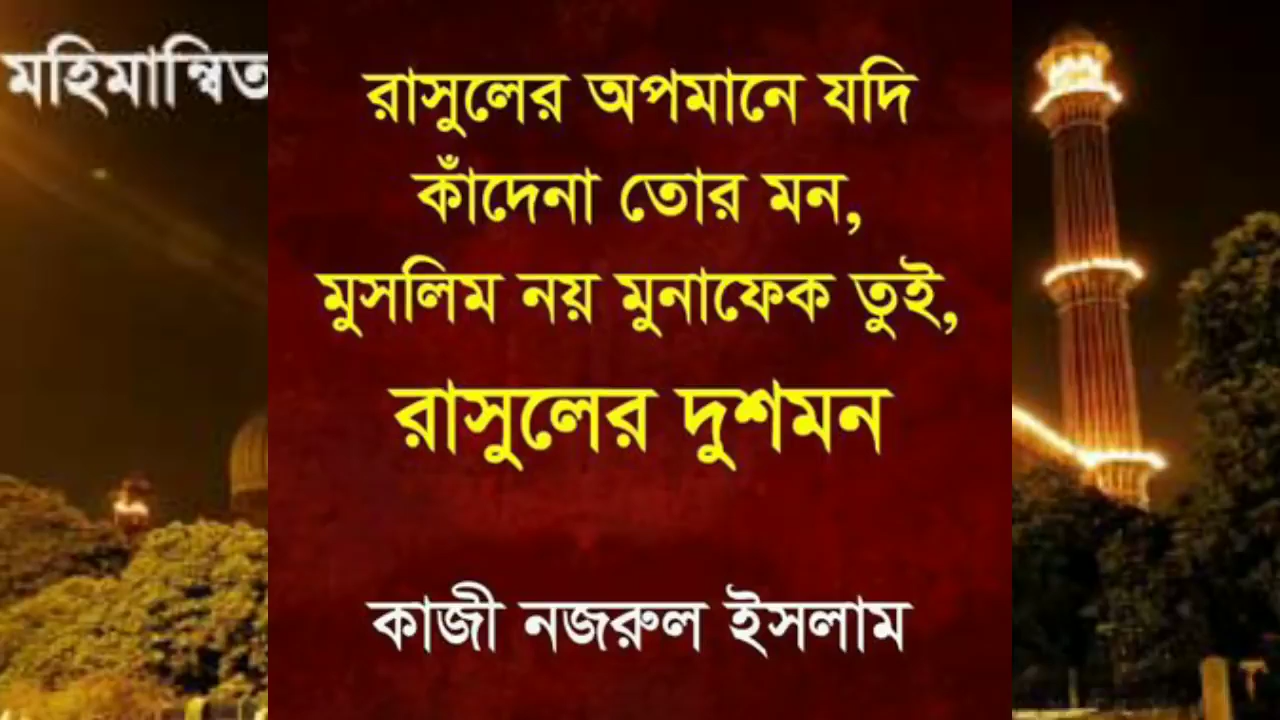 মহিমান্বিত
রাসুলের অপমানে যদি
কাঁদেনা তোর মন,
মুসলিম নয় মুনাফেক তুই,
রাসুলের দুশমন
কাজী নজরুল ইসলাম